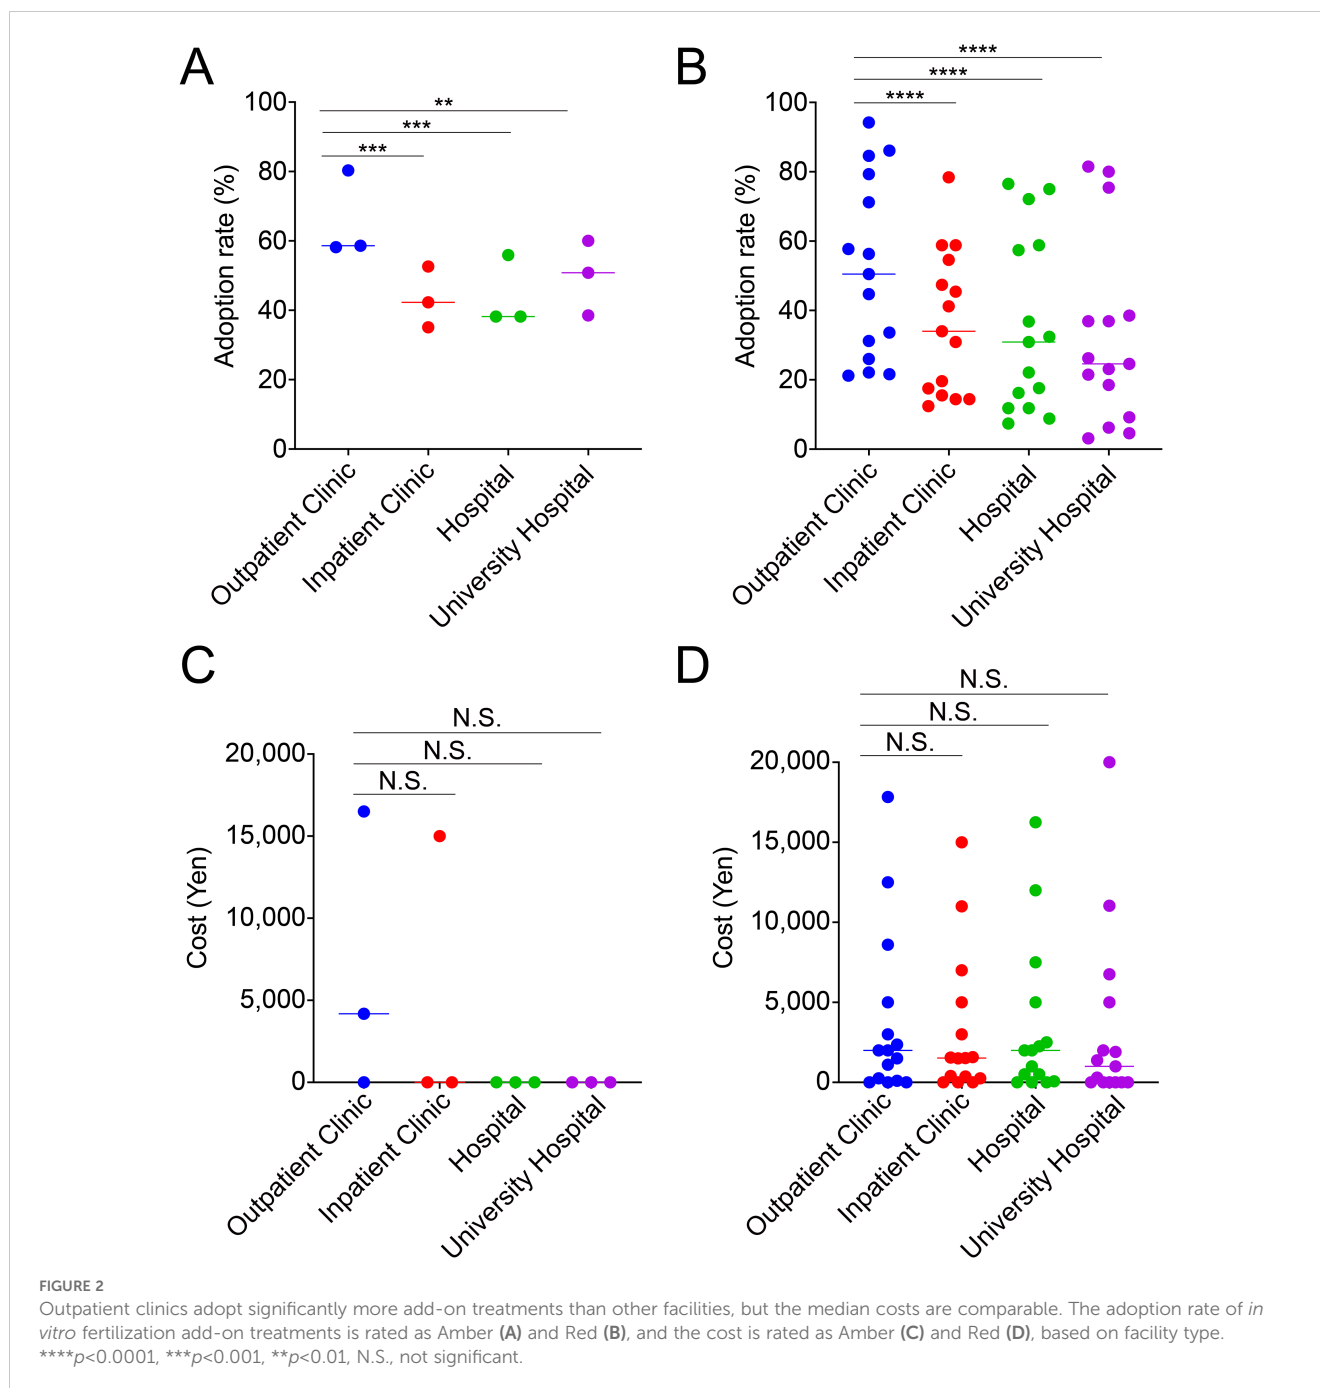 A
**
***
***
100
80
60
40
20
0
Adoption rate (%)
Outpatient Clinic
Inpatient Clinic
Hospital
University Hospital
B
****
****
****
100
80
60
40
20
0
Adoption rate (%)
Outpatient Clinic
Inpatient Clinic
Hospital
University Hospital
C
N.S.
N.S.
N.S.
20,000
15,000
10,000
5,000
0
Cost (Yen)
Outpatient Clinic
Inpatient Clinic
Hospital
University Hospital
D
N.S.
N.S.
N.S.
20,000
15,000
10,000
5,000
0
Cost (Yen)
Outpatient Clinic
Inpatient Clinic
Hospital
University Hospital
FIGURE 2
Outpatient clinics adopt significantly more add-on treatments than other facilities, but the median costs are comparable. The adoption rate of in
vitro fertilization add-on treatments is rated as Amber (A) and Red (B), and the cost is rated as Amber (C) and Red (D), based on facility type.
****p<0.0001, ***p<0.001, **p<0.01, N.S., not significant.